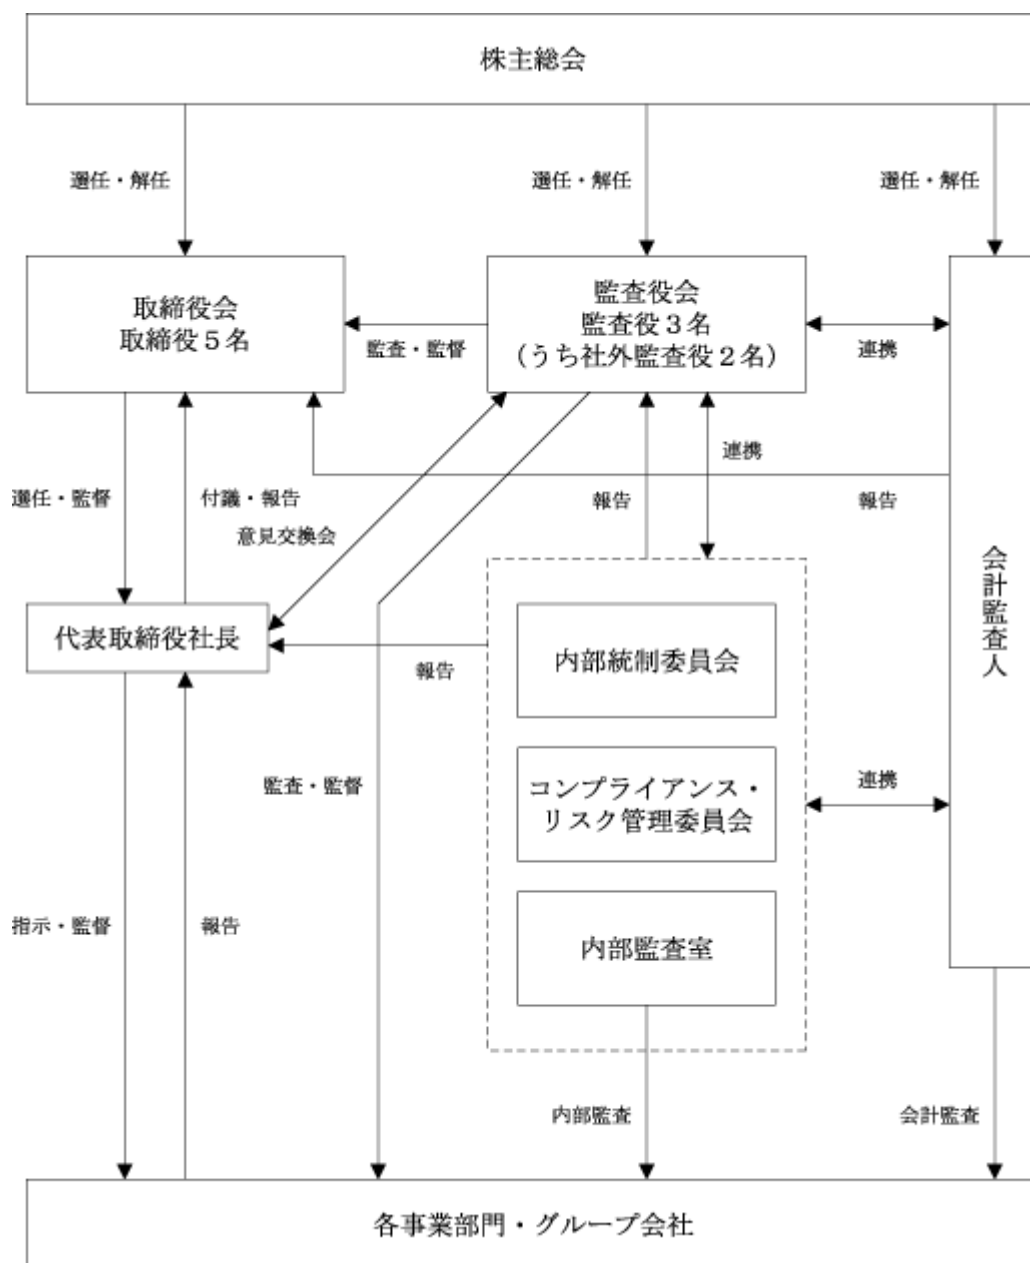 株主総会
選任・解任
選任・解任
選任・解任
取締役会
取締役５名
監査・監督
監査役会
監査役３名
（うち社外監査役２名）
連携
連携
選任・監督
付議・報告
意見交換会
報告
報告
会計監査人
代表取締役社長
報告
内部統制委員会
コンプライアンス・
リスク管理委員会
連携
監査・監督
内部監査室
指示・監督
報告
内部監査
会計監査
各事業部門・グループ会社